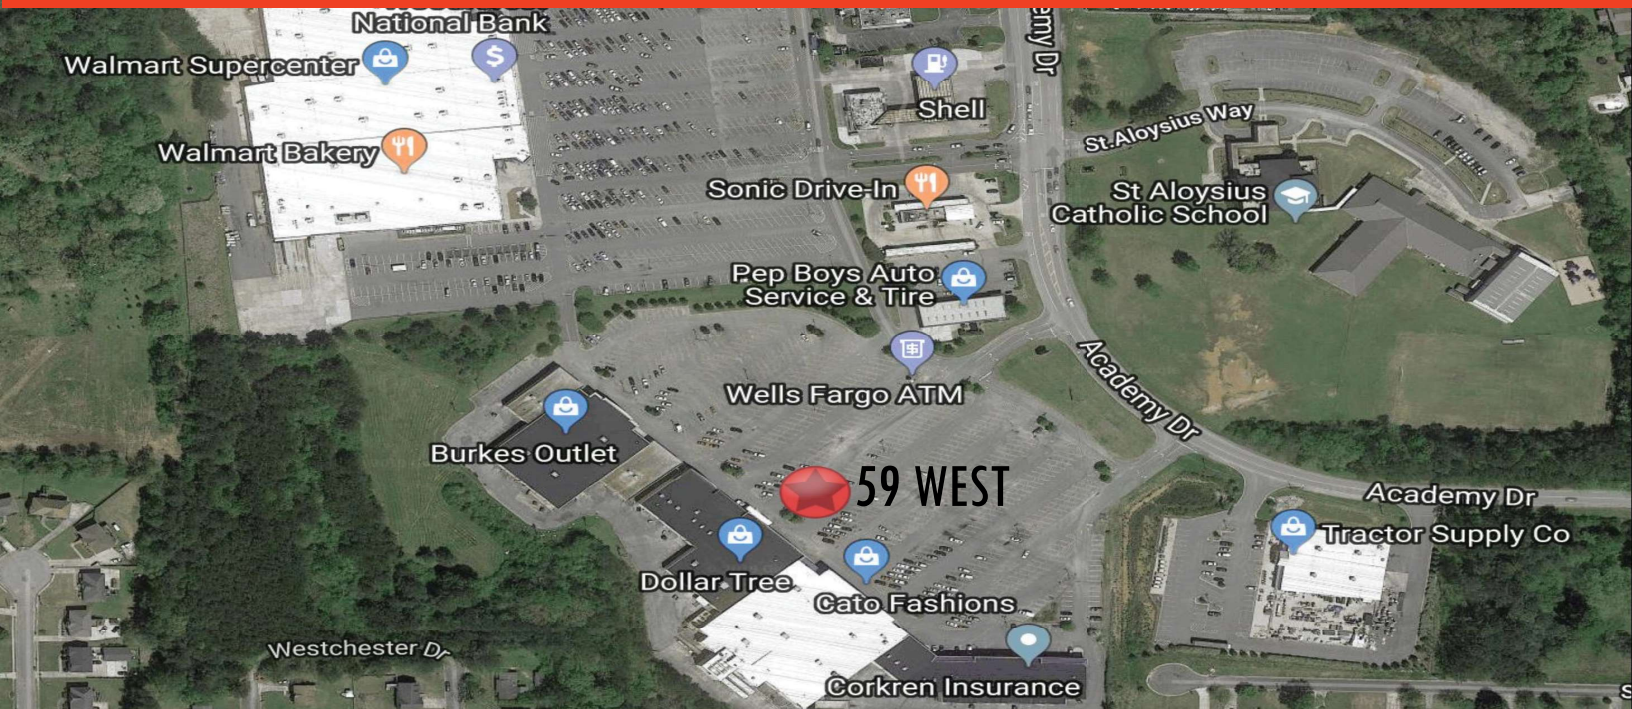 National Bank
Walmart Supercenter
emy Dr
Shell
Walmart Bakery
St.Aloysius Way
Sonic Drive-In
St Aloysius
Catholic School
Pep Boys Auto
Service & Tire
Academy Dr
Wells Fargo ATM
Burkes Outlet
59 WEST
Academy Dr
Tractor Supply Co
Dollar Tree
Cato Fashions
Westchester Dr
Corkren Insurance